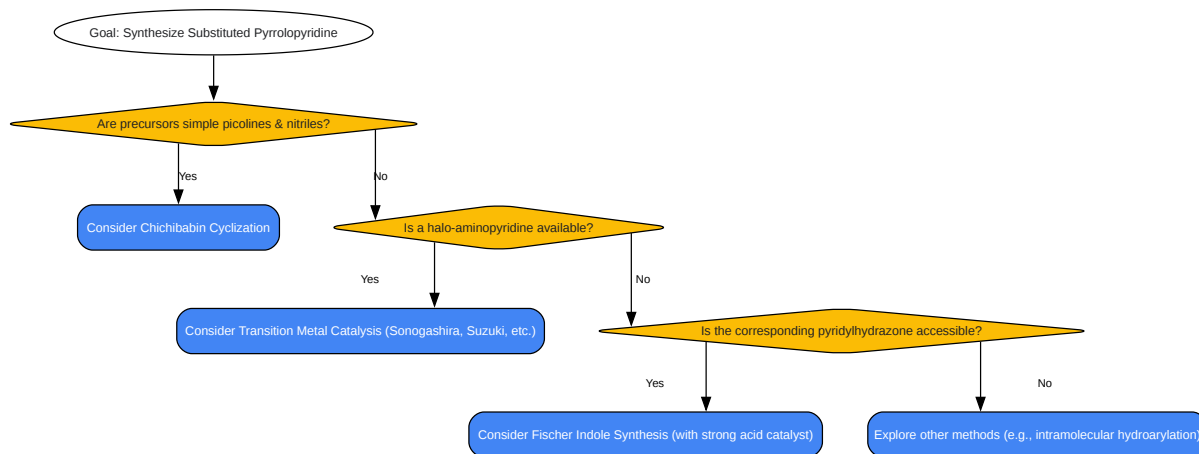 Goal: Synthesize Substituted Pyrrolopyridine
Are precursors simple picolines & nitriles?
Yes
No
Consider Chichibabin Cyclization
Is a halo-aminopyridine available?
Yes
No
Consider Transition Metal Catalysis (Sonogashira, Suzuki, etc.)
Is the corresponding pyridylhydrazone accessible?
Yes
No
Consider Fischer Indole Synthesis (with strong acid catalyst)
Explore other methods (e.g., intramolecular hydroarylation)